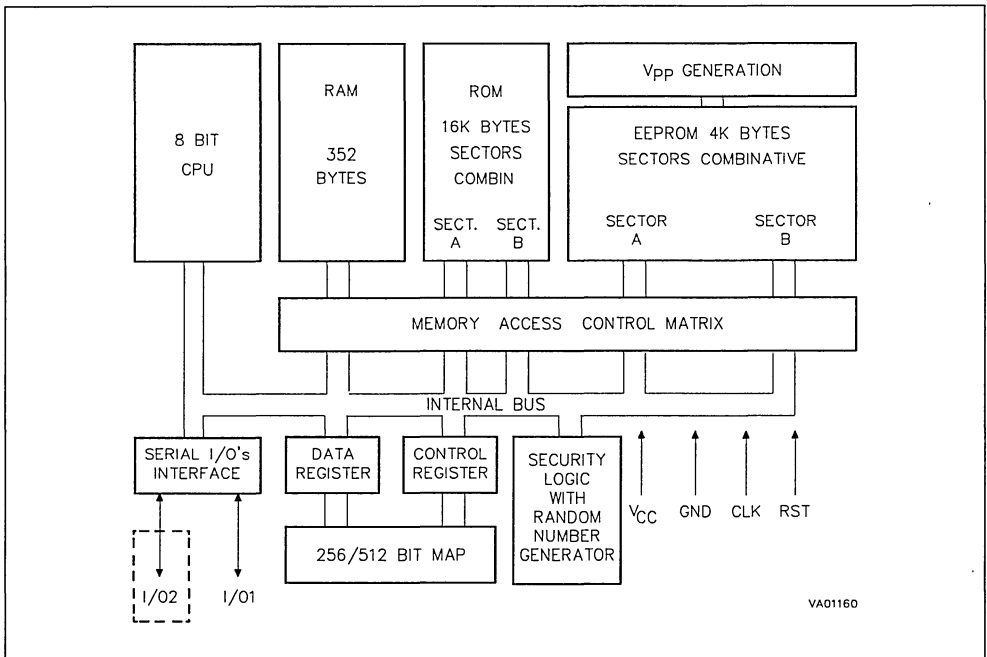 8 BIT
CPU
RAM
352
BYTES
ROM
16K BYTES
SECTORS
COMBIN
SECT. SECT.
A B
VPP GENERATION
EEPROM 4K BYTES
SECTORS COMBINATIVE
SECTOR SECTOR
A B
MEMORY ACCESS CONTROL MATRIX
INTERNAL BUS
SERIAL I/O's
INTERFACE
DATA
REGISTER
CONTROL
REGISTER
SECURITY
LOGIC
WITH
RANDOM
NUMBER
GENERATOR
256/512 BIT MAP
VCC GND CLK RST
I/O2 I/O1
VA01160